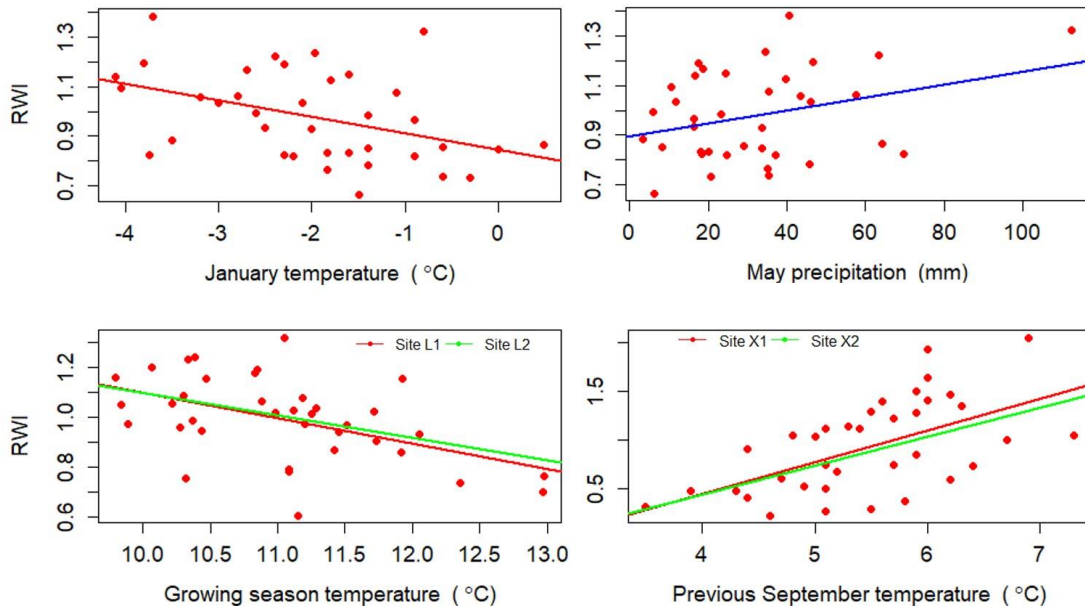 RWI
0.7 0.9 1.1 1.3
-4 -3 -2 -1 0
January temperature ( °C)
0.7 0.9 1.1 1.3
0 20 40 60 80 100
May precipitation (mm)
RWI
0.6 0.8 1.0 1.2
Site L1 Site L2
10.0 10.5 11.0 11.5 12.0 12.5 13.0
Growing season temperature ( °C)
0.5 1.5
Site X1 Site X2
4 5 6 7
Previous September temperature ( °C)